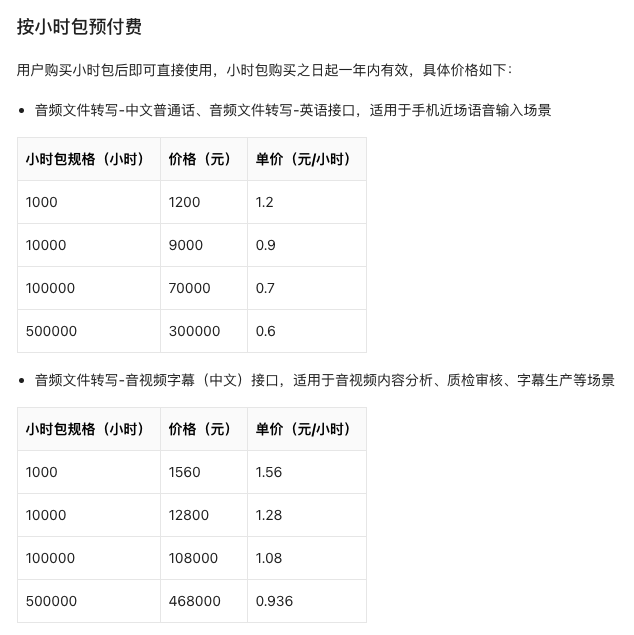 按小时包预付费
用户购买小时包后即可直接使用，小时包购买之日起一年内有效，具体价格如下：
• 音频文件转写-中文普通话、音频文件转写-英语接口，适用于手机近场语音输入场景
小时包规格（小时） 价格（元） 单价（元/小时）
1000 1200 1.2
10000 9000 0.9
100000 70000 0.7
500000 300000 0.6
• 音频文件转写-音视频字幕（中文）接口，适用于音视频内容分析、质检审核、字幕生产等场景
小时包规格（小时） 价格（元） 单价（元/小时）
1000 1560 1.56
10000 12800 1.28
100000 108000 1.08
500000 468000 0.936